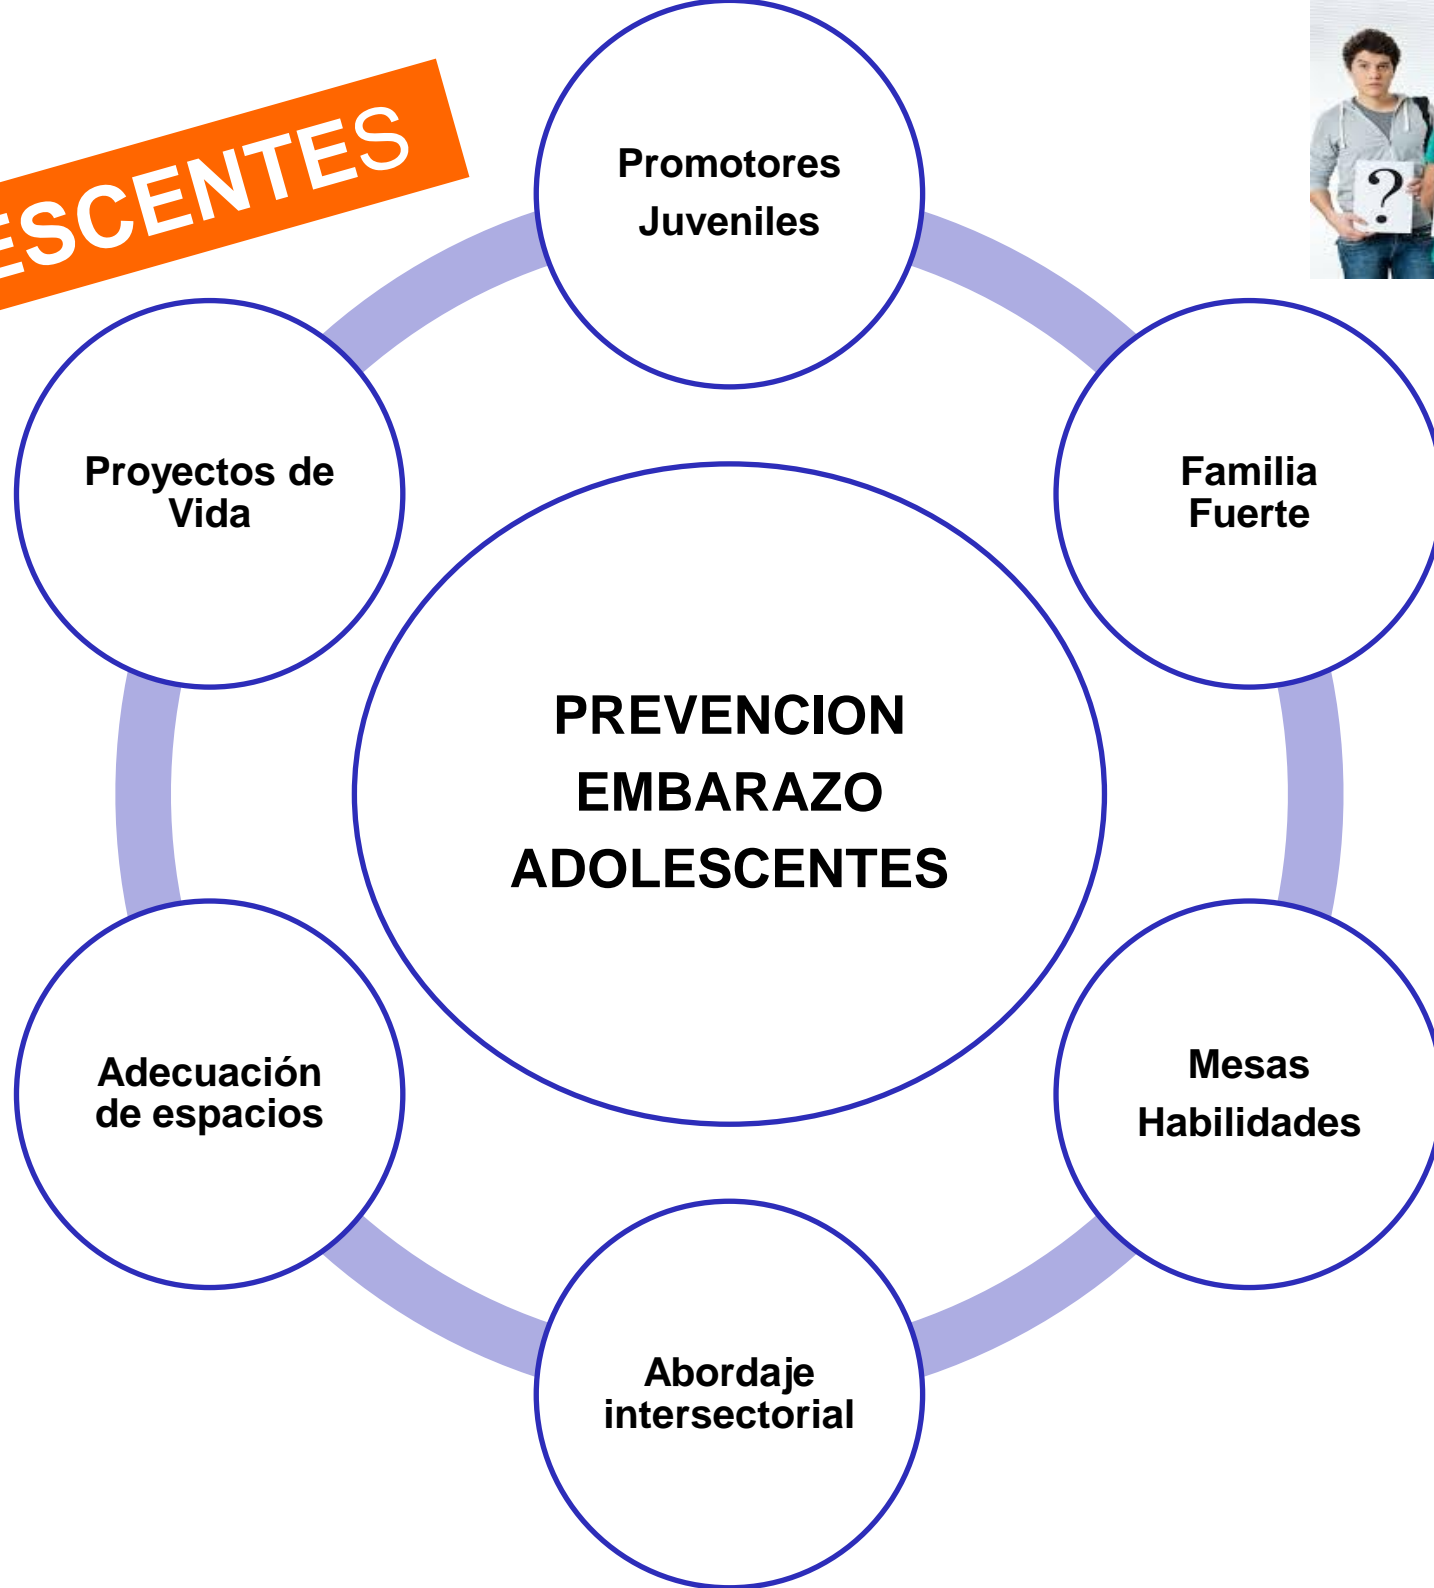 ESCENTES
Promotores
Juveniles
?
Proyectos de
Vida
Familia
Fuerte
PREVENCION
EMBARAZO
ADOLESCENTES
Adecuación
de espacios
Mesas
Habilidades
Abordaje
intersectorial